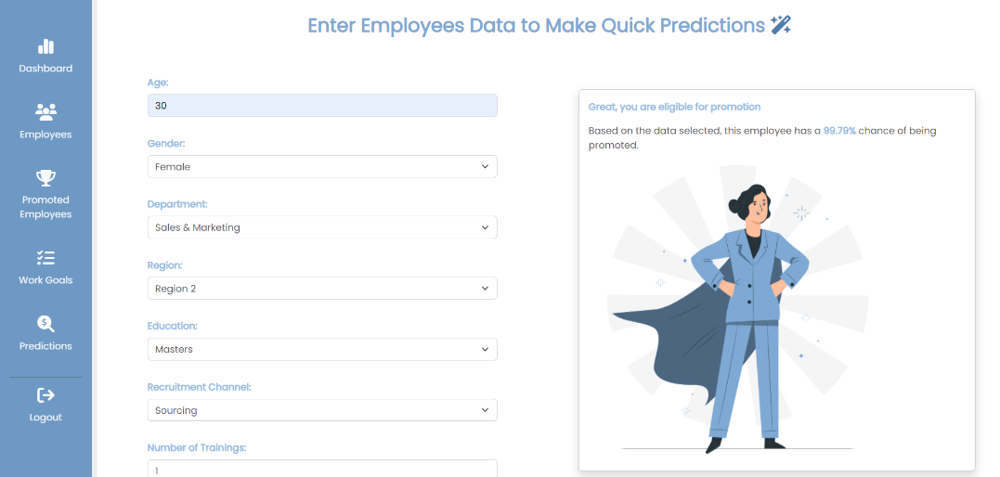 Dashboard
Employees
Promoted
Employees
Work Goals
Predictions
Logout
Enter Employees Data to Make Quick Predictions
Age:
30
Gender:
Female
Department:
Sales & Marketing
Region:
Region 2
Education:
Masters
Recruitment Channel:
Sourcing
Number of Trainings:
1
Great, you are eligible for promotion
Based on the data selected, this employee has a 99.79% chance of being
promoted.